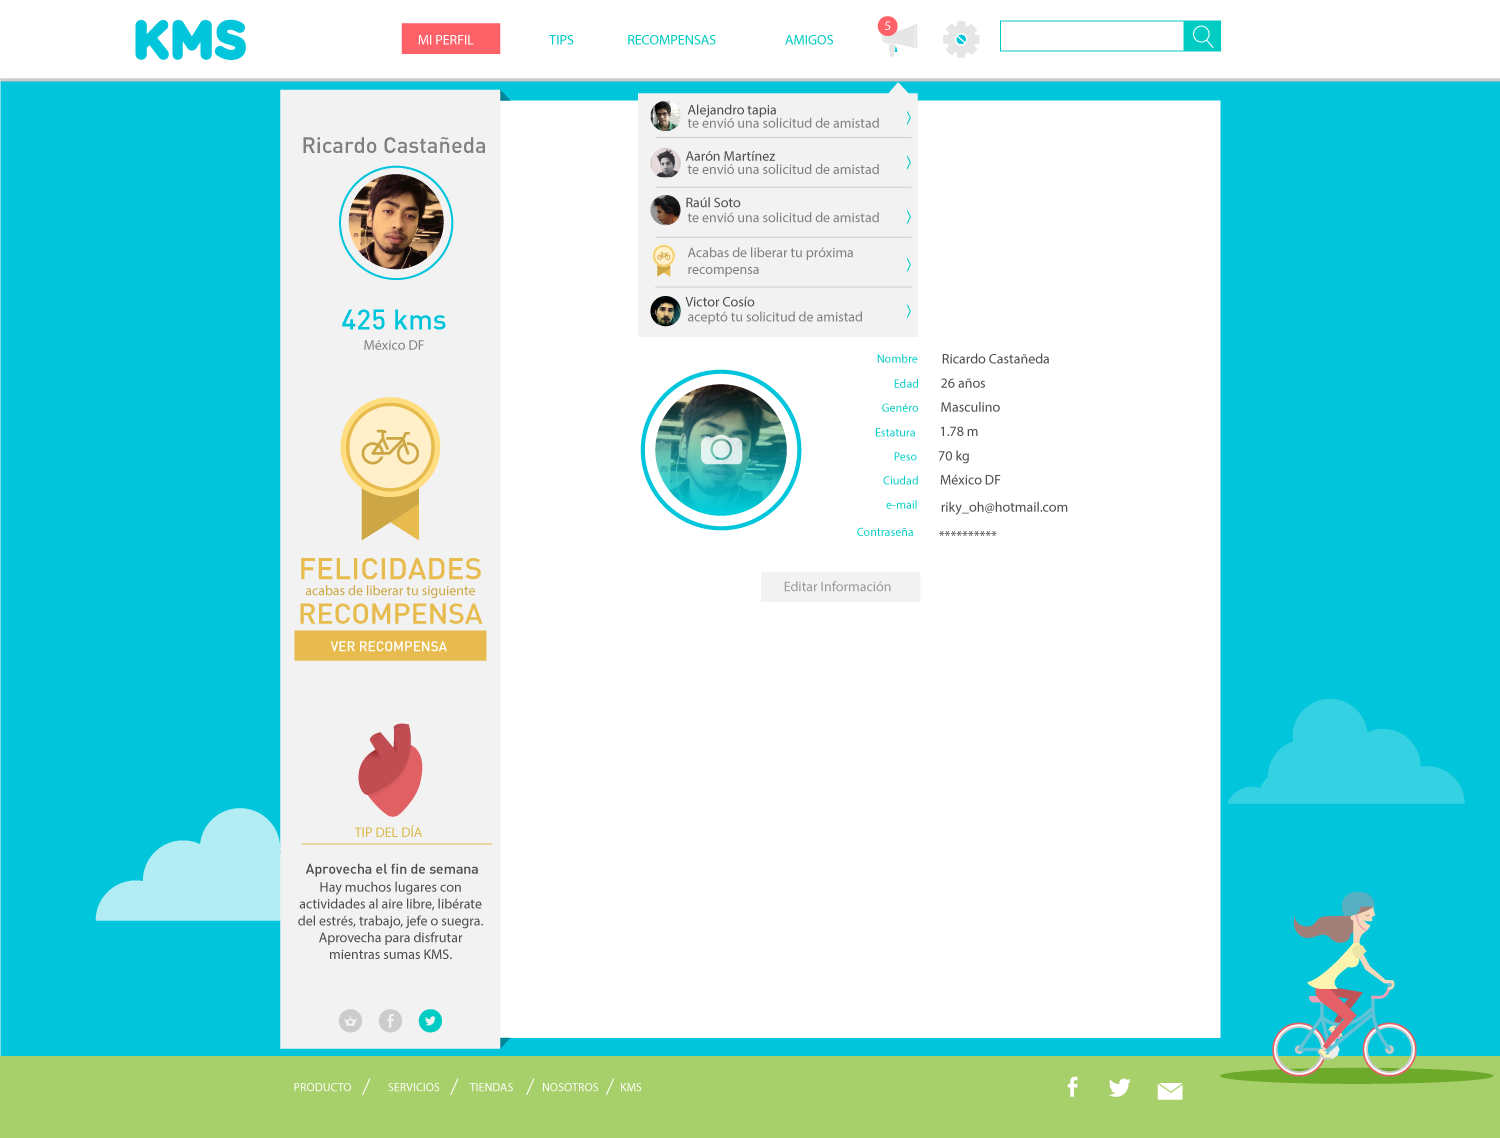 KMS
MI PERFIL
TIPS
RECOMPENSAS
AMIGOS
5
Ricardo Castañeda
425 kms
México DF
FELICIDADES
acabas de liberar tu siguiente
RECOMPENSA
VER RECOMPENSA
TIP DEL DÍA
Aprovecha el fin de semana
Hay muchos lugares con
actividades al aire libre, libérate
del estrés, trabajo, jefe o suegra.
Aprovecha para disfrutar
mientras sumas KMS.
Alejandro tapia
te envió una solicitud de amistad
Aarón Martínez
te envió una solicitud de amistad
Raúl Soto
te envió una solicitud de amistad
Acabas de liberar tu próxima
recompensa
Victor Cosío
aceptó tu solicitud de amistad
Nombre Ricardo Castañeda
Edad 26 años
Genéro Masculino
Estatura 1.78 m
Peso 70 kg
Ciudad México DF
e-mail riky_oh@hotmail.com
Contraseña **********
Editar Información
PRODUCTO / SERVICIOS / TIENDAS / NOSOTROS / KMS